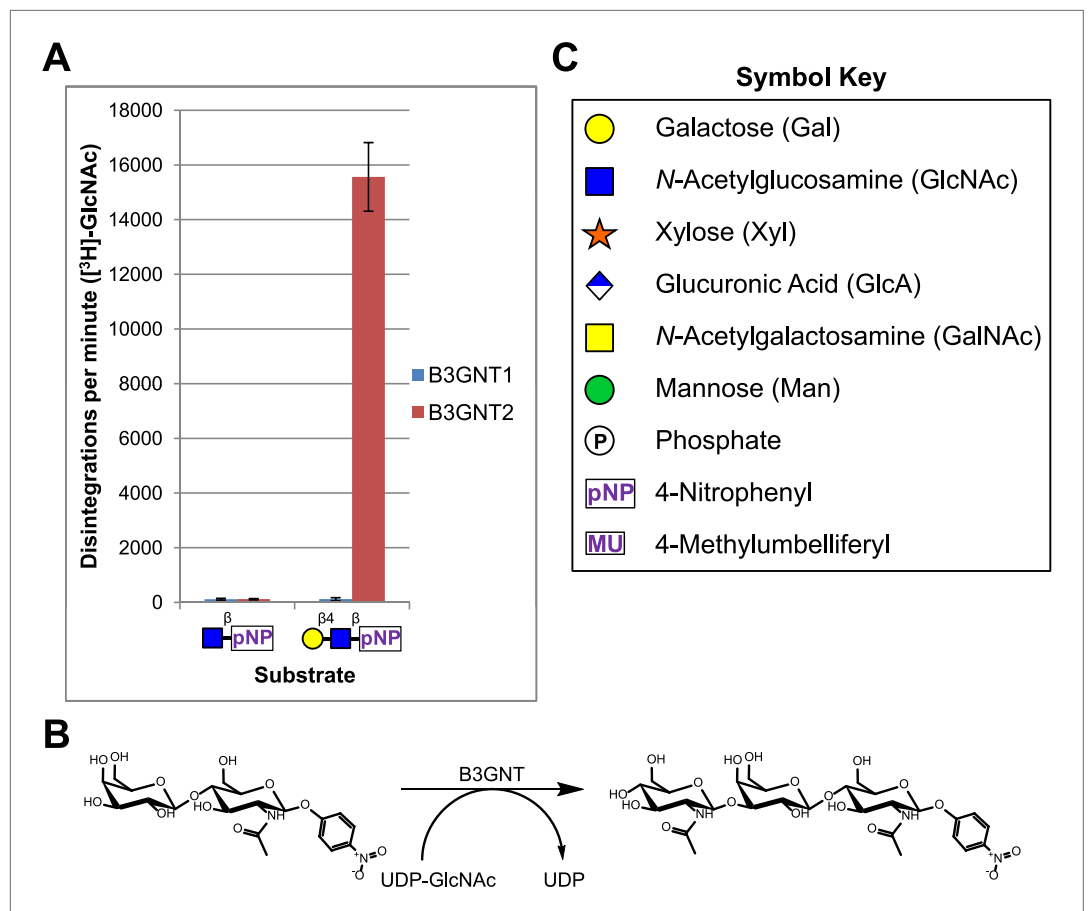 A
Disintegrations per minute ([³H]-GlcNAc)
18000
16000
14000
12000
10000
8000
6000
4000
2000
0
B3GNT1
B3GNT2
β
pNP
β4 β
pNP
Substrate
C
Symbol Key
Galactose (Gal)
N-Acetylglucosamine (GlcNAc)
Xylose (Xyl)
Glucuronic Acid (GlcA)
N-Acetylgalactosamine (GalNAc)
Mannose (Man)
P Phosphate
pNP 4-Nitrophenyl
MU 4-Methylumbelliferyl
B
HO OH
OH
O
O
HO
OH
O
HO
NH
O
O
N⁺
O
⁻O
B3GNT
UDP-GlcNAc
UDP
OH
HO
HO
O
NH
O
HO OH
O
O
OH
O
OH
O
HO
NH
O
O
N⁺
O
⁻O